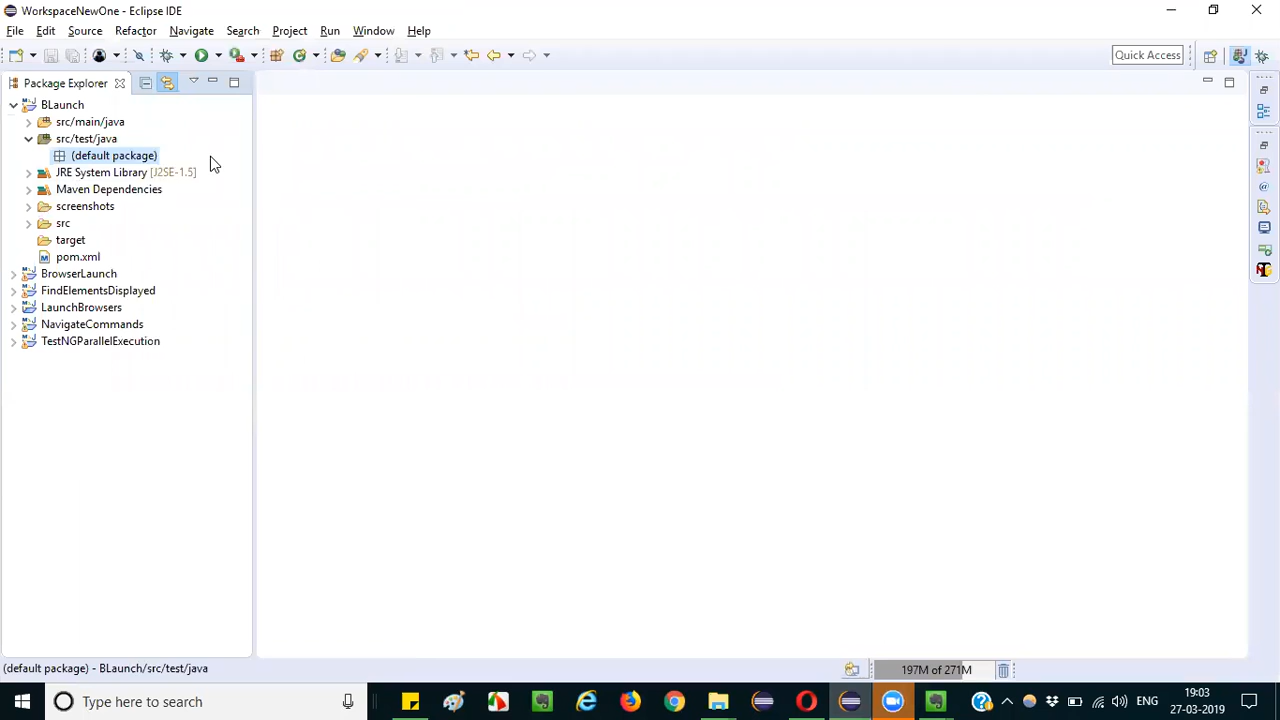 WorkspaceNewOne - Eclipse IDE
File Edit Source Refactor Navigate Search Project Run Window Help
Quick Access
Package Explorer
BLaunch
src/main/java
src/test/java
(default package)
JRE System Library [J2SE-1.5]
Maven Dependencies
screenshots
src
target
pom.xml
BrowserLaunch
FindElementsDisplayed
LaunchBrowsers
NavigateCommands
TestNGParallelExecution
(default package) - BLaunch/src/test/java
197M of 271M
Type here to search
ENG
19:03
27-03-2019